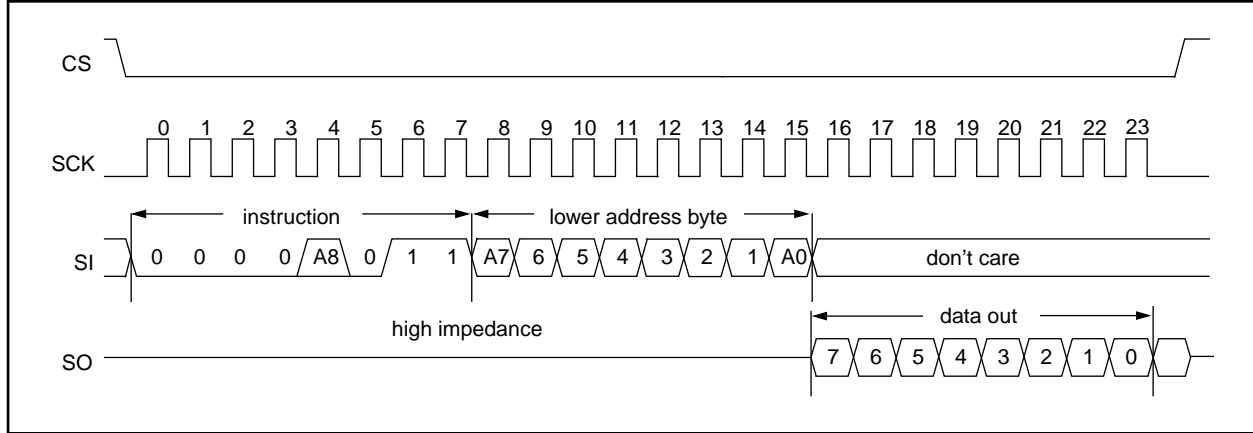 CS
0 1 2 3 4 5 6 7 8 9 10 11 12 13 14 15 16 17 18 19 20 21 22 23
SCK
instruction lower address byte
SI 0 0 0 0 A8 0 1 1 A7 6 5 4 3 2 1 A0 don't care
high impedance data out
SO 7 6 5 4 3 2 1 0